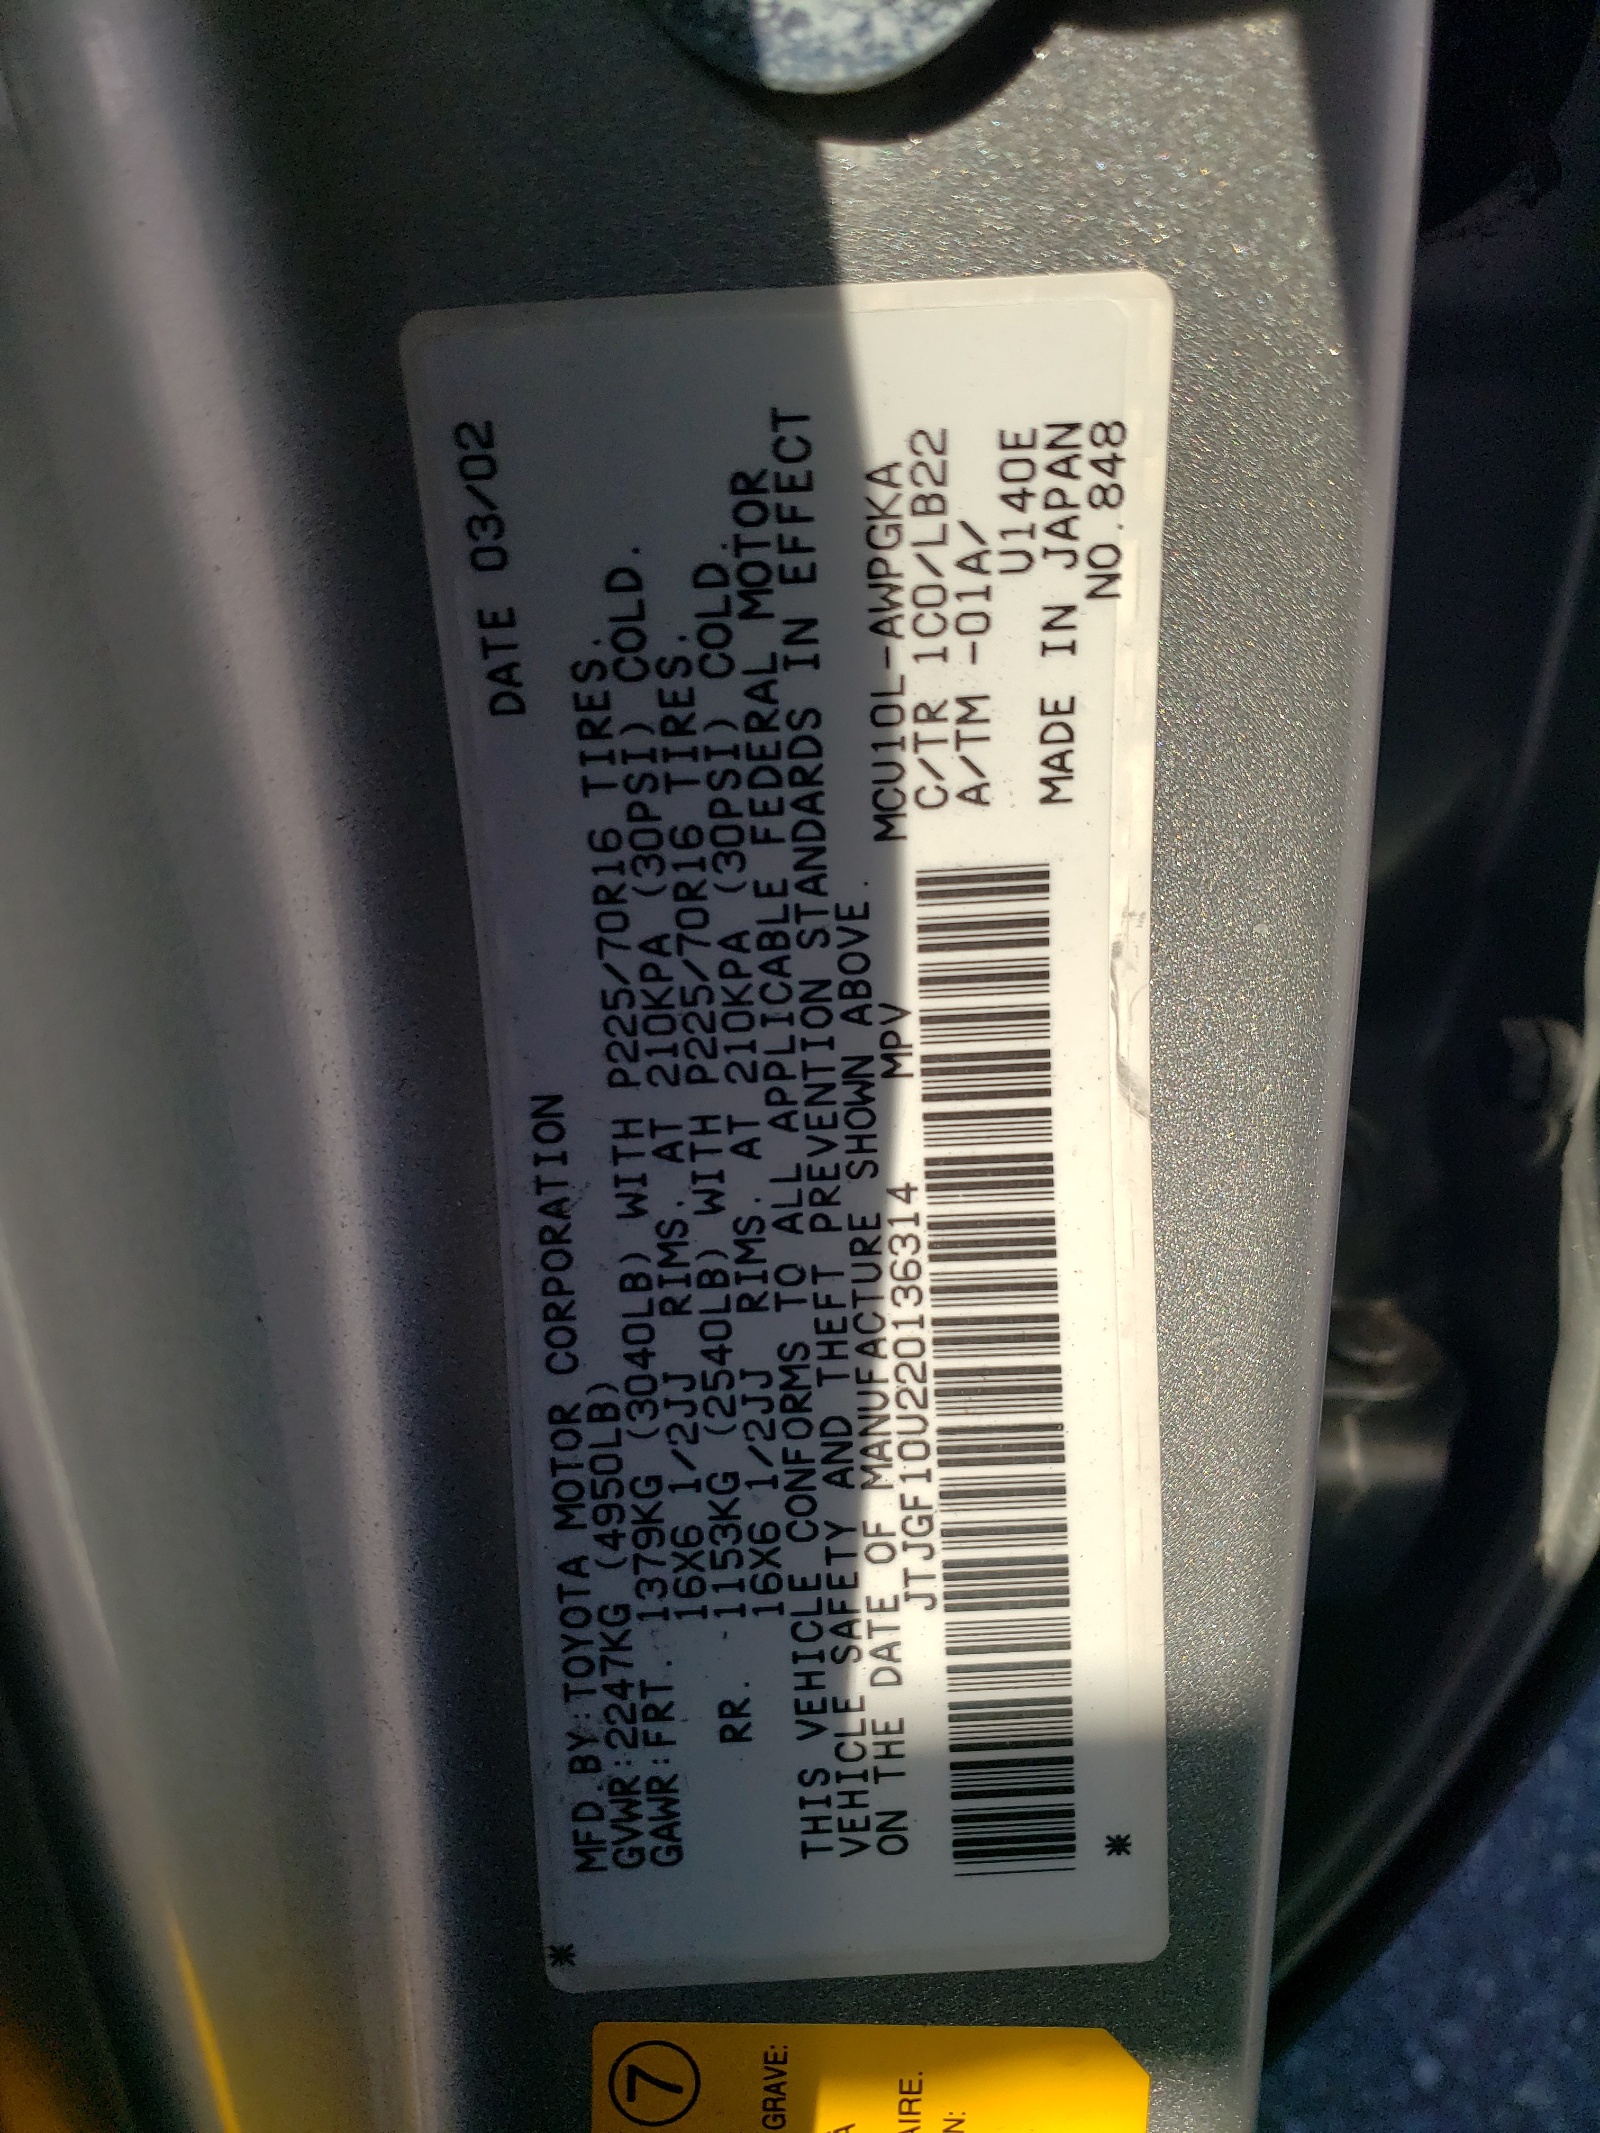 DATE 03/02
MFD.BY:TOYOTA MOTOR CORPORATION
GVWR:2247KG (4950LB)
GAWR:FRT. 1379KG (3040LB) WITH P225/70R16 TIRES.
16X6 1/2JJ RIMS. AT 210KPA (30PSI) COLD.
RR. 1153KG (2540LB) WITH P225/70R16 TIRES.
16X6 1/2JJ RIMS. AT 210KPA (30PSI) COLD.
THIS VEHICLE CONFORMS TO ALL APPLICABLE FEDERAL MOTOR
VEHICLE SAFETY AND THEFT PREVENTION STANDARDS IN EFFECT
ON THE DATE OF MANUFACTURE SHOWN ABOVE.
JTJGF10U220136314 MPV
MCU10L-AWPGKA
C/TR 1C0/LB22
A/TM -01A/
U140E
MADE IN JAPAN
NO.848
7
GRAVE:
AIRE.
N: